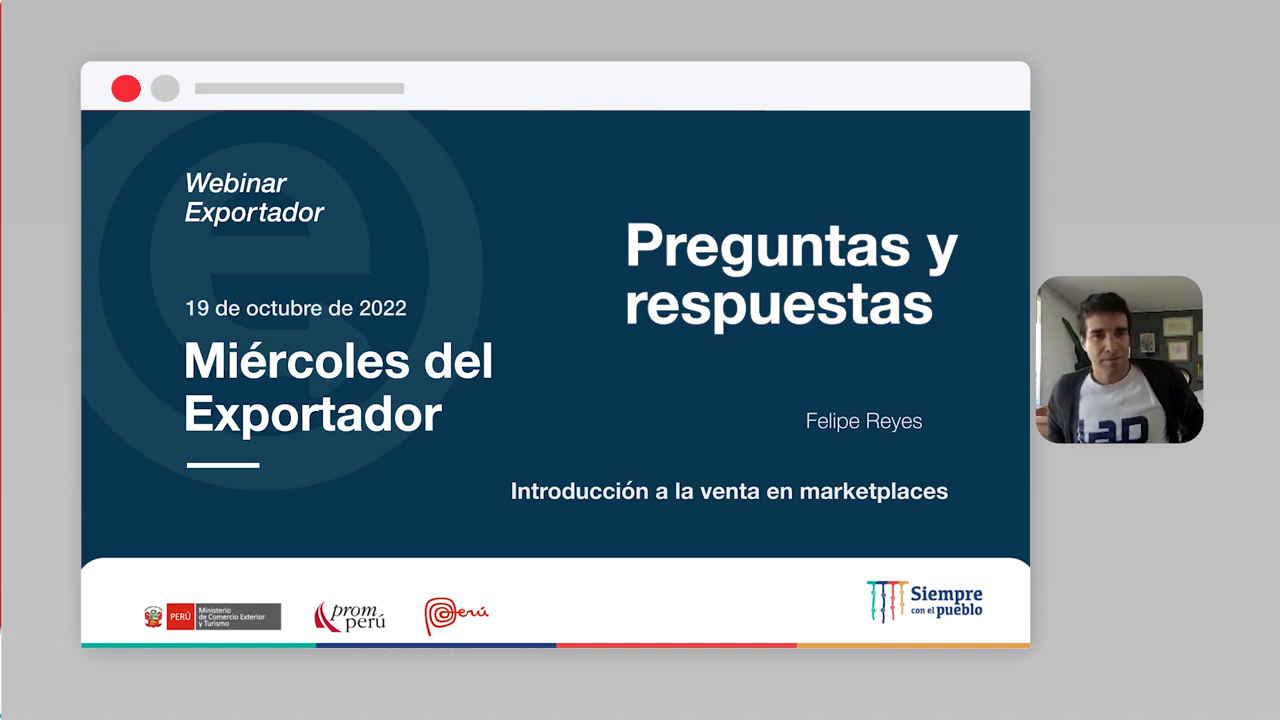 Webinar
Exportador
19 de octubre de 2022
Miércoles del
Exportador
Preguntas y
respuestas
Felipe Reyes
Introducción a la venta en marketplaces
PERÚ
Ministerio
de Comercio Exterior
y Turismo
prom
perú
Perú
Siempre
con el pueblo